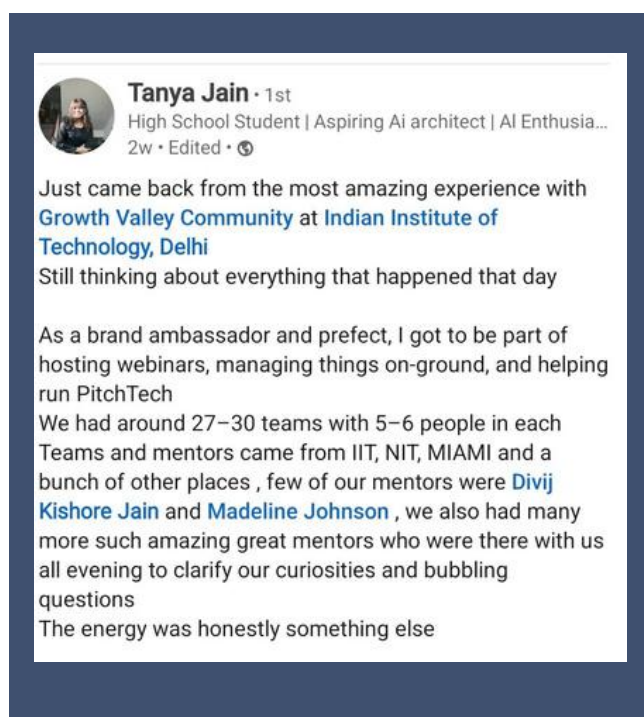 Tanya Jain · 1st
High School Student | Aspiring Ai architect | AI Enthusia...
2w · Edited ·
Just came back from the most amazing experience with
Growth Valley Community at Indian Institute of
Technology, Delhi
Still thinking about everything that happened that day
As a brand ambassador and prefect, I got to be part of
hosting webinars, managing things on-ground, and helping
run PitchTech
We had around 27–30 teams with 5–6 people in each
Teams and mentors came from IIT, NIT, MIAMI and a
bunch of other places , few of our mentors were Divij
Kishore Jain and Madeline Johnson , we also had many
more such amazing great mentors who were there with us
all evening to clarify our curiosities and bubbling
questions
The energy was honestly something else